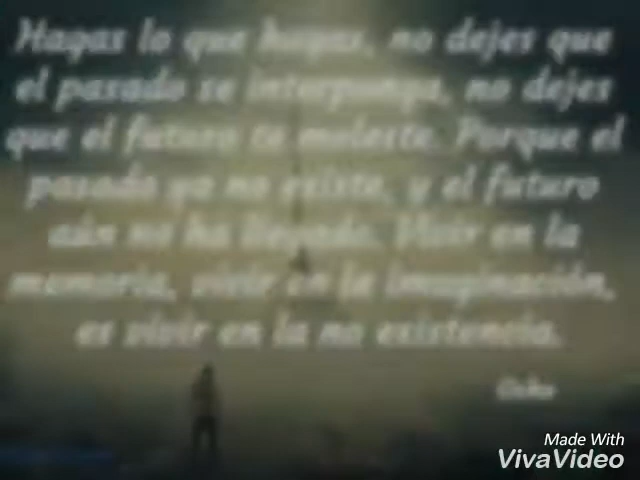 Hagas lo que hagas, no dejes que
el pasado se interponga, no dejes
que el futuro te moleste. Porque el
pasado ya no existe, y el futuro
aún no ha llegado. Vivir en la
memoria, vivir en la imaginación,
es vivir en la no existencia.
Osho
Made With
VivaVideo